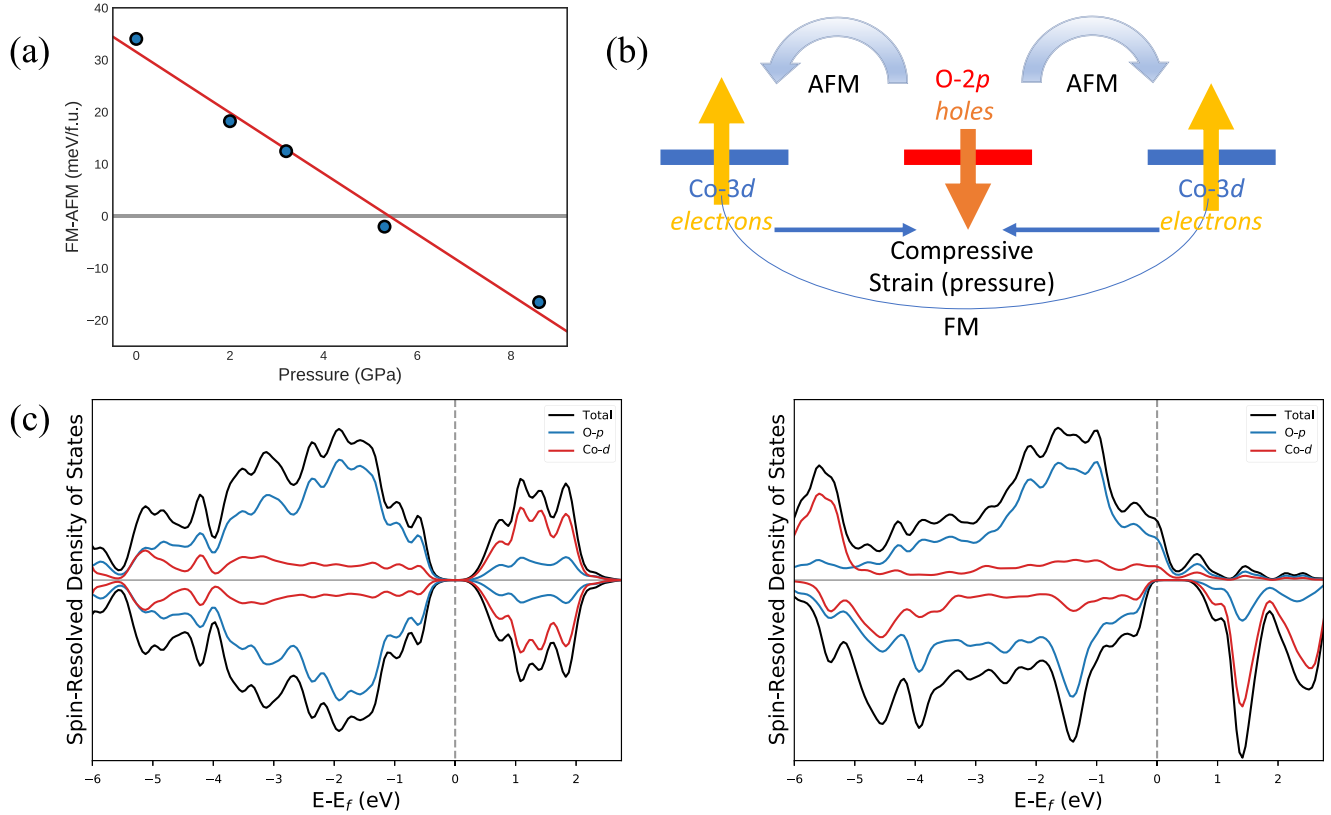 (a)
40
30
20
10
0
−10
−20
FM-AFM (meV/f.u.)
0
2
4
6
8
Pressure (GPa)
(b)
AFM
O-2p
holes
AFM
Co-3d
electrons
Co-3d
electrons
Compressive
Strain (pressure)
FM
(c)
Spin-Resolved Density of States
Total
O-p
Co-d
−6
−5
−4
−3
−2
−1
0
1
2
E-Ef (eV)
Spin-Resolved Density of States
Total
O-p
Co-d
−6
−5
−4
−3
−2
−1
0
1
2
E-Ef (eV)